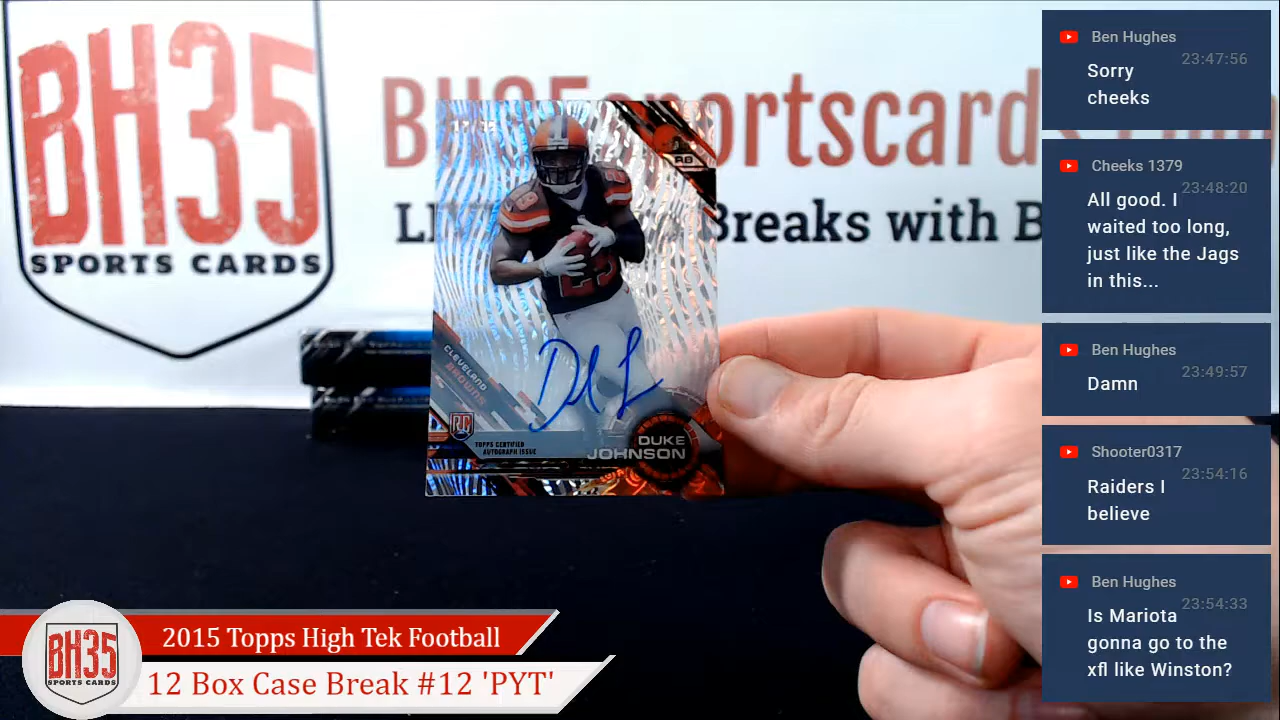 BH35
SPORTS CARDS
BH35sportscards
Breaks with B
RB
CLEVELAND
BROWNS
RC
TOPPS CERTIFIED
AUTOGRAPH ISSUE
DUKE
JOHNSON
BH35
SPORTS CARDS
2015 Topps High Tek Football
12 Box Case Break #12 'PYT'
Ben Hughes
23:47:56
Sorry
cheeks
Cheeks 1379
23:48:20
All good. I
waited too long,
just like the Jags
in this...
Ben Hughes
23:49:57
Damn
Shooter0317
23:54:16
Raiders I
believe
Ben Hughes
23:54:33
Is Mariota
gonna go to the
xfl like Winston?